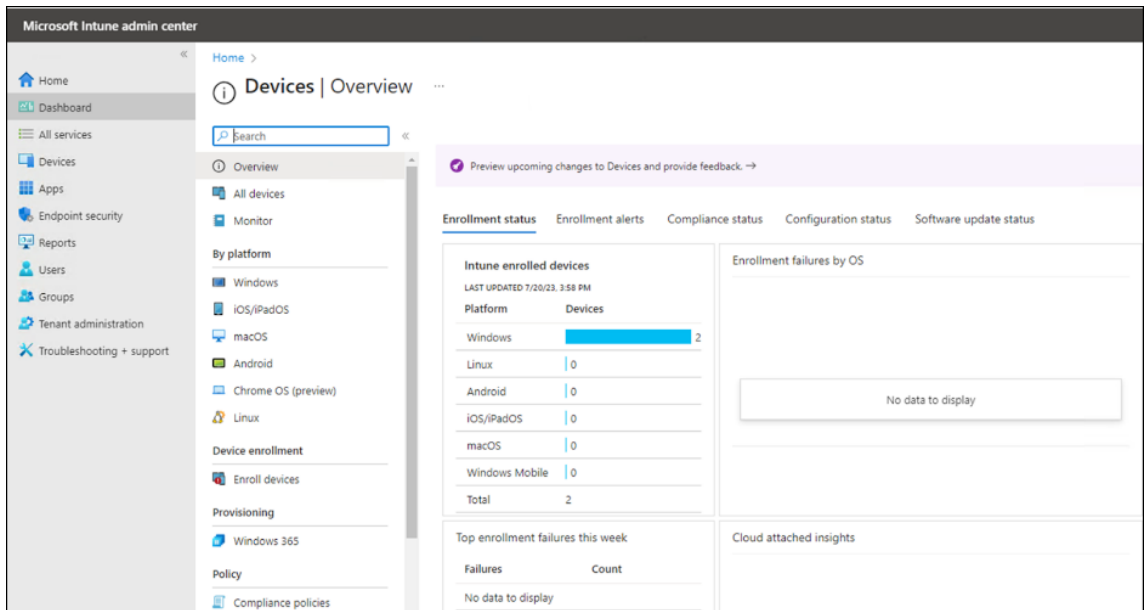 Microsoft Intune admin center
«
Home
Dashboard
All services
Devices
Apps
Endpoint security
Reports
Users
Groups
Tenant administration
Troubleshooting + support
Home >
Devices | Overview ...
Search
«
Overview
All devices
Monitor
By platform
Windows
iOS/iPadOS
macOS
Android
Chrome OS (preview)
Linux
Device enrollment
Enroll devices
Provisioning
Windows 365
Policy
Compliance policies
Preview upcoming changes to Devices and provide feedback. →
Enrollment status Enrollment alerts Compliance status Configuration status Software update status
Intune enrolled devices
LAST UPDATED 7/20/23, 3:58 PM
Platform Devices
Windows 2
Linux 0
Android 0
iOS/iPadOS 0
macOS 0
Windows Mobile 0
Total 2
Enrollment failures by OS
No data to display
Top enrollment failures this week
Failures Count
No data to display
Cloud attached insights